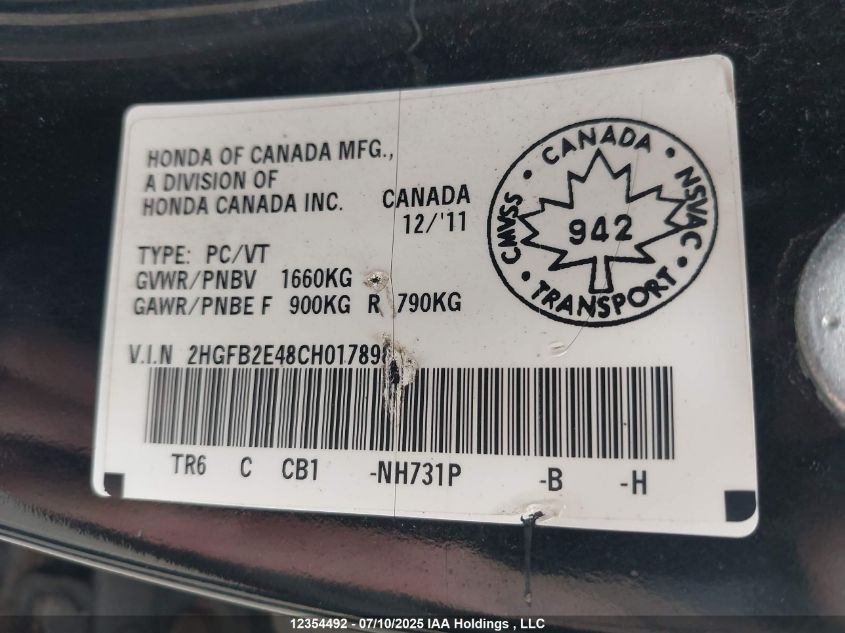 HONDA OF CANADA MFG.,
A DIVISION OF
HONDA CANADA INC.
CANADA
12/'11
TYPE: PC/VT
GVWR/PNBV 1660KG
GAWR/PNBE F 900KG R 790KG
V.I.N 2HGFB2E48CH017898
TR6 C CB1 -NH731P -B -H
CANADA
CMVSS
942
NSVAC
TRANSPORT
12354492 - 07/10/2025 IAA Holdings , LLC